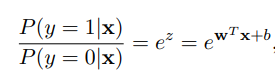 P(y = 1|x) / P(y = 0|x) = e^z = e^{w^T x+b},